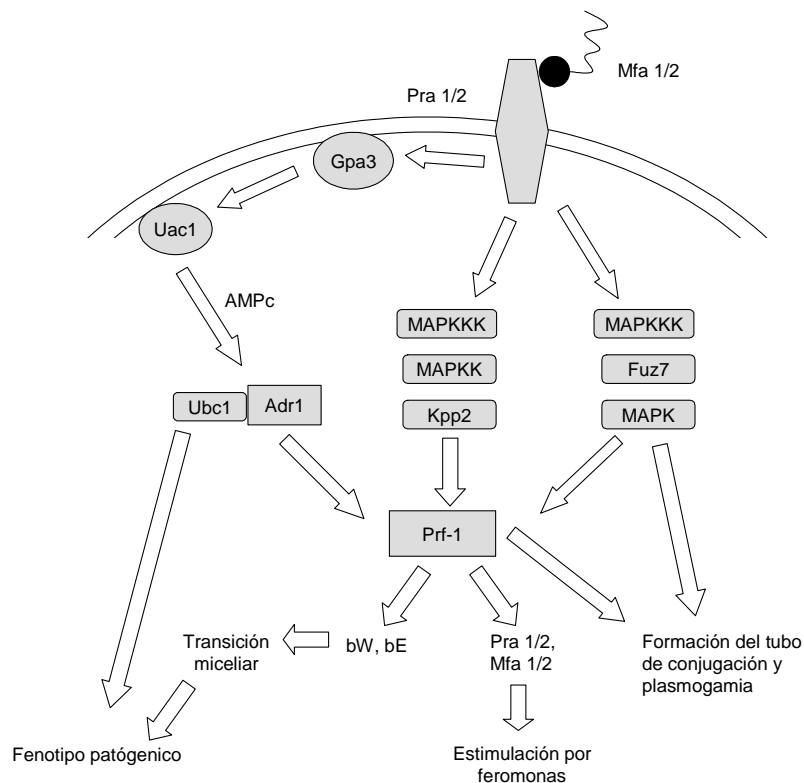 Mfa 1/2
Pra 1/2
Gpa3
Uac1
AMPc
MAPKKK
MAPKKK
MAPKK
Fuz7
Ubc1
Adr1
Kpp2
MAPK
Prf-1
Transición
miceliar
bW, bE
Pra 1/2,
Mfa 1/2
Formación del tubo
de conjugación y
plasmogamia
Fenotipo patógenico
Estimulación por
feromonas